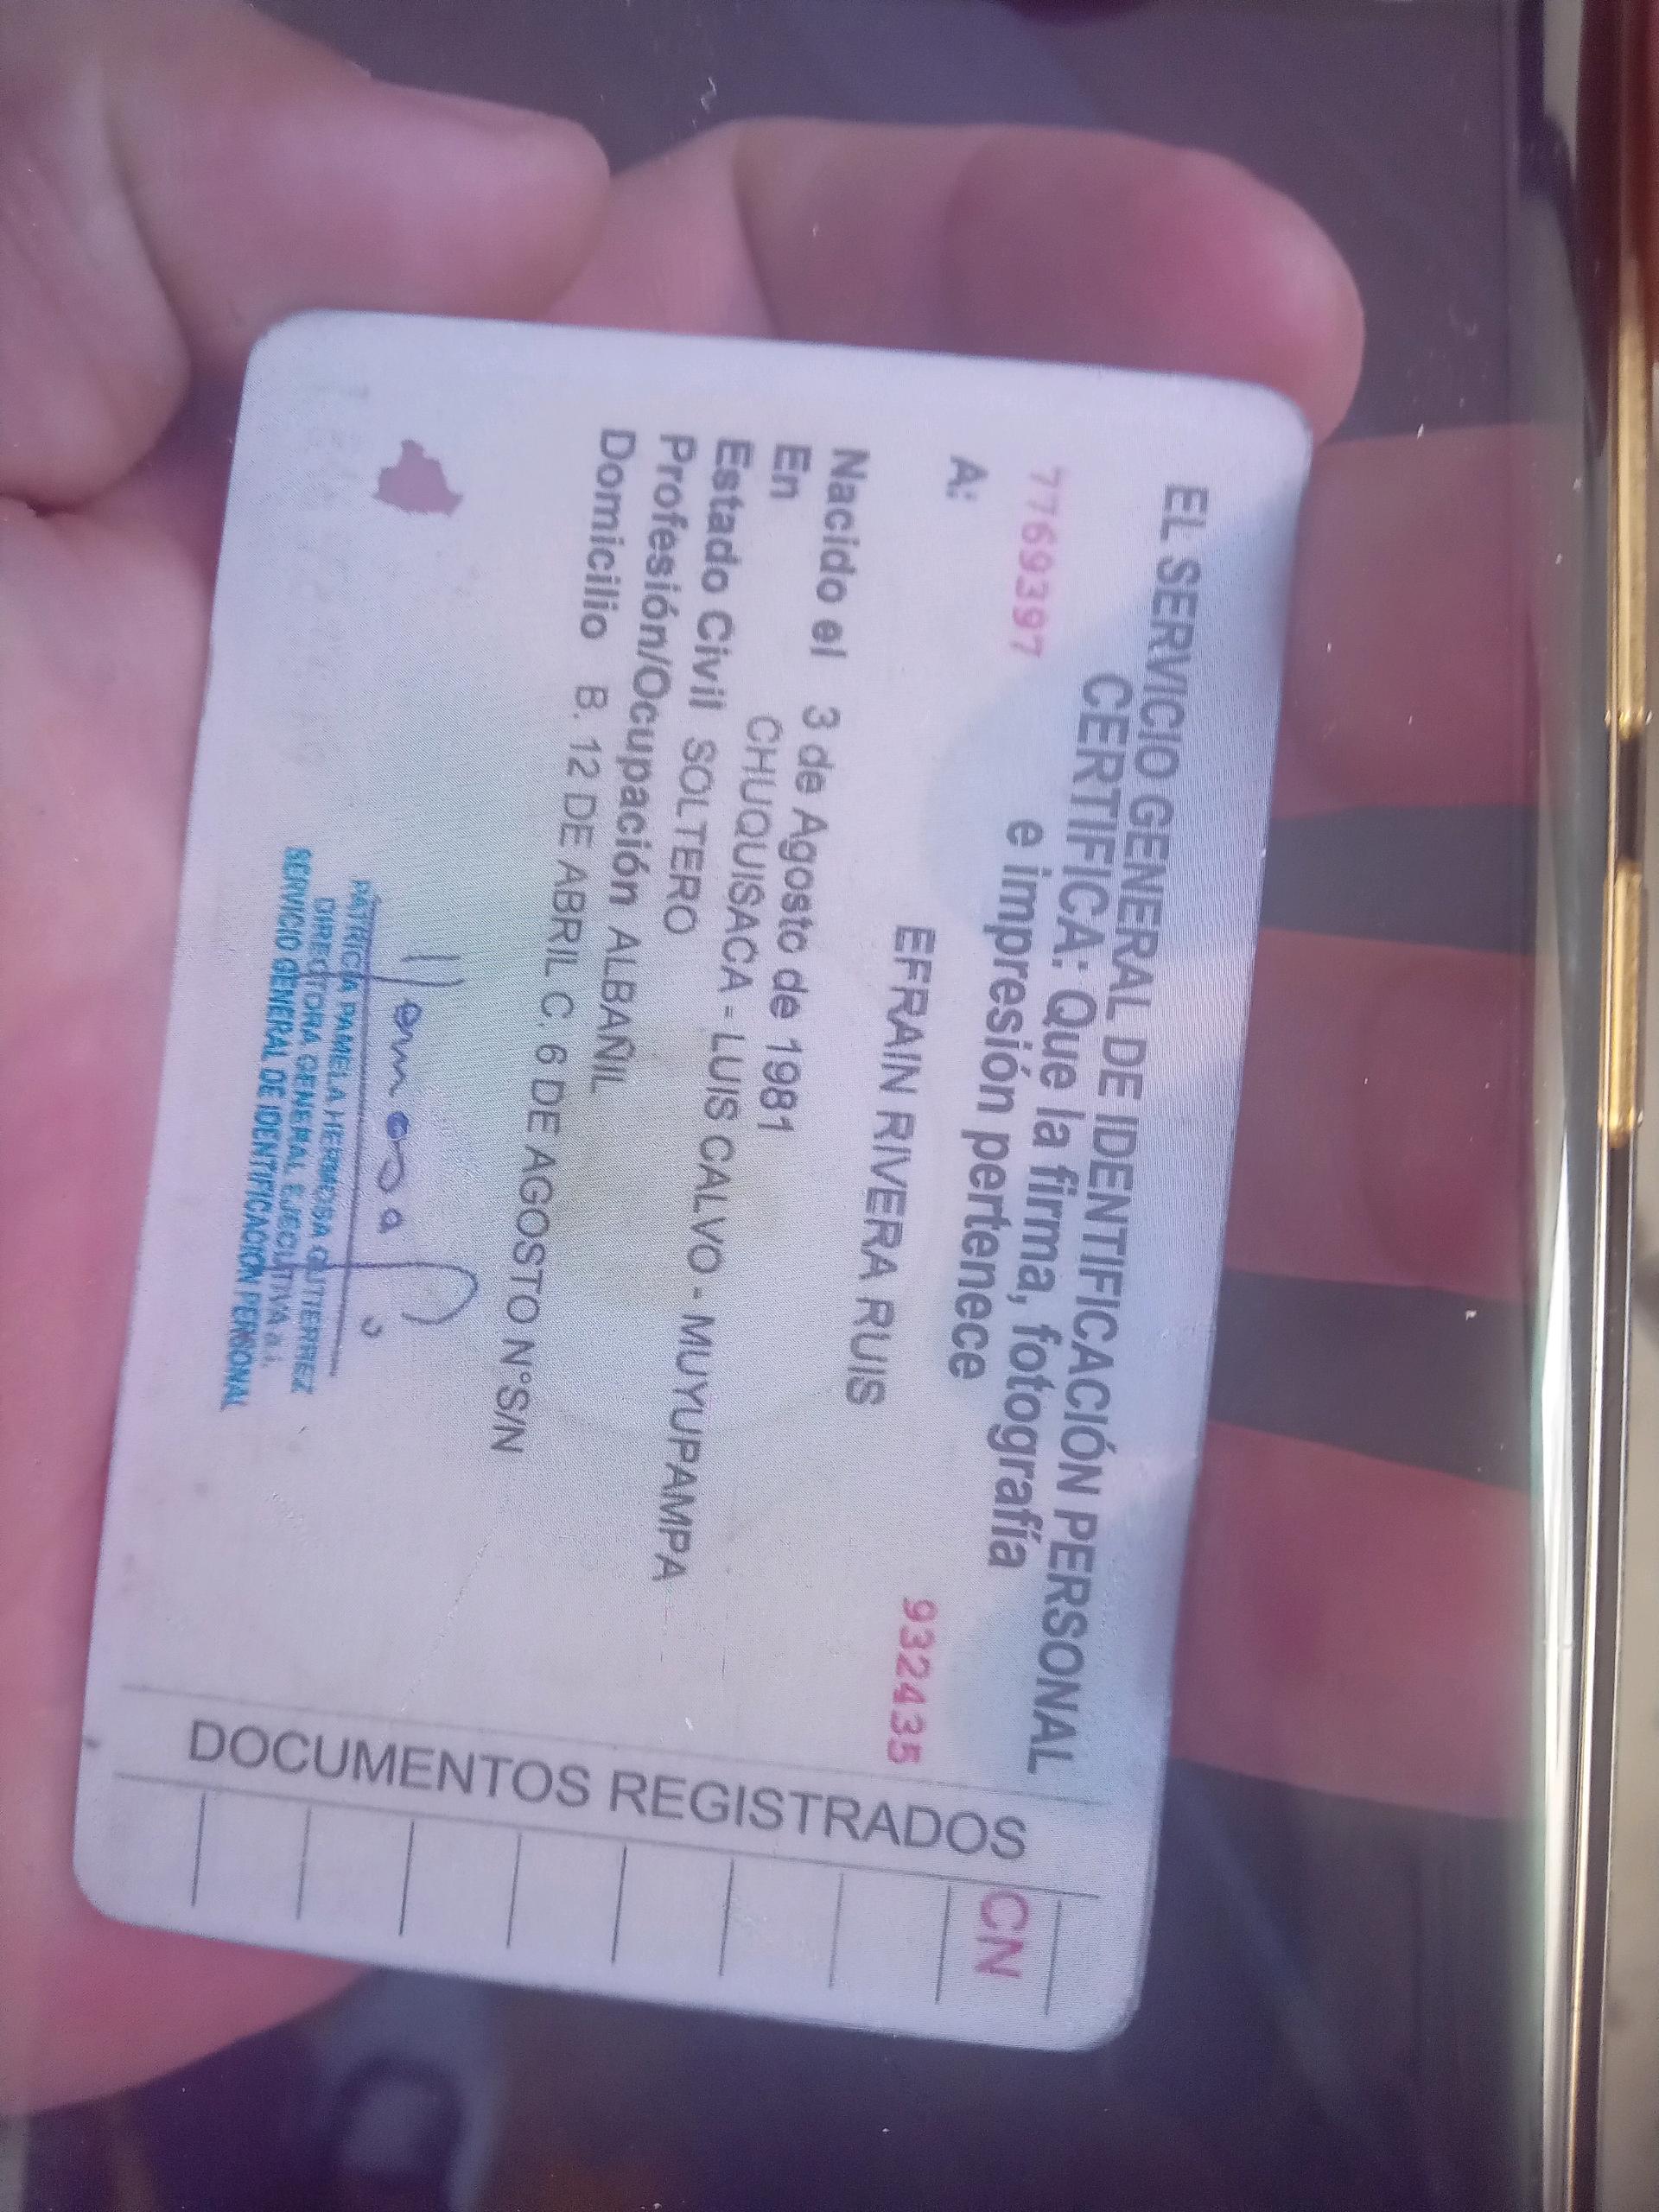 EL SERVICIO GENERAL DE IDENTIFICACIÓN PERSONAL
CERTIFICA: Que la firma, fotografía
7769397 e impresión pertenece
A:
932435
EFRAIN RIVERA RUIS
Nacido el 3 de Agosto de 1981
En CHUQUISACA - LUIS CALVO - MUYUPAMPA
Estado Civil SOLTERO
Profesión/Ocupación ALBAÑIL
Domicilio B. 12 DE ABRIL C. 6 DE AGOSTO N°S/N
PATRICIA PAMELA HERMOSA GUTIERREZ
DIRECTORA GENERAL EJECUTIVA a.i.
SERVICIO GENERAL DE IDENTIFICACIÓN PERSONAL
DOCUMENTOS REGISTRADOS
CN